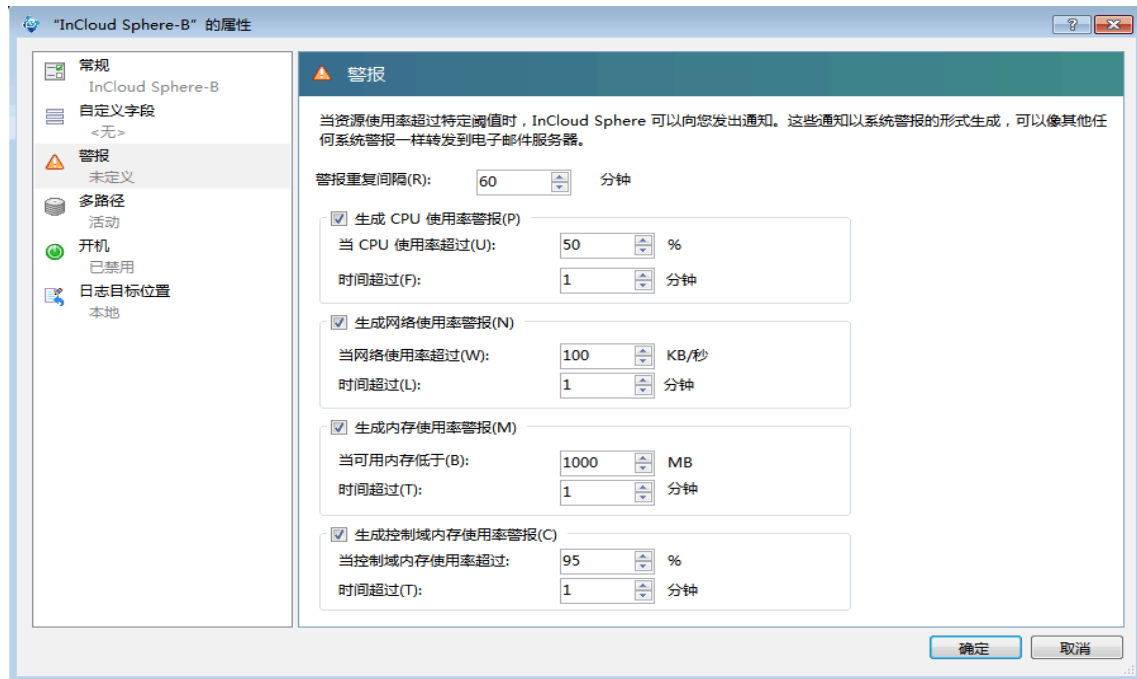 “InCloud Sphere-B”的属性
常规
InCloud Sphere-B
自定义字段
<无>
警报
未定义
多路径
活动
开机
已禁用
日志目标位置
本地
警报
当资源使用率超过特定阈值时，InCloud Sphere 可以向您发出通知。这些通知以系统警报的形式生成，可以像其他任
何系统警报一样转发到电子邮件服务器。
警报重复间隔(R): 60 分钟
生成 CPU 使用率警报(P)
当 CPU 使用率超过(U): 50 %
时间超过(F): 1 分钟
生成网络使用率警报(N)
当网络使用率超过(W): 100 KB/秒
时间超过(L): 1 分钟
生成内存使用率警报(M)
当可用内存低于(B): 1000 MB
时间超过(T): 1 分钟
生成控制域内存使用率警报(C)
当控制域内存使用率超过: 95 %
时间超过(T): 1 分钟
确定 取消